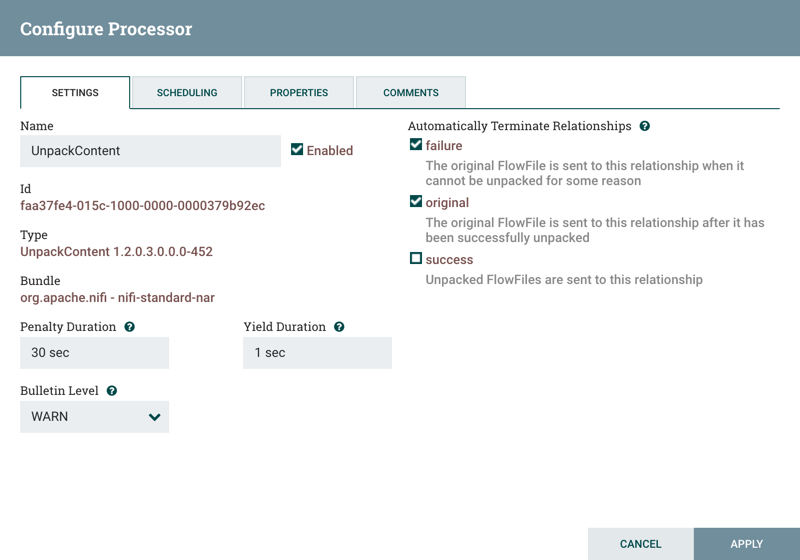 Configure Processor
SETTINGS
SCHEDULING
PROPERTIES
COMMENTS
Name
UnpackContent
Enabled
Id
faa37fe4-015c-1000-0000-0000379b92ec
Type
UnpackContent 1.2.0.3.0.0.0-452
Bundle
org.apache.nifi - nifi-standard-nar
Penalty Duration ?
30 sec
Yield Duration ?
1 sec
Bulletin Level ?
WARN
Automatically Terminate Relationships ?
failure
The original FlowFile is sent to this relationship when it
cannot be unpacked for some reason
original
The original FlowFile is sent to this relationship after it has
been successfully unpacked
success
Unpacked FlowFiles are sent to this relationship
CANCEL
APPLY